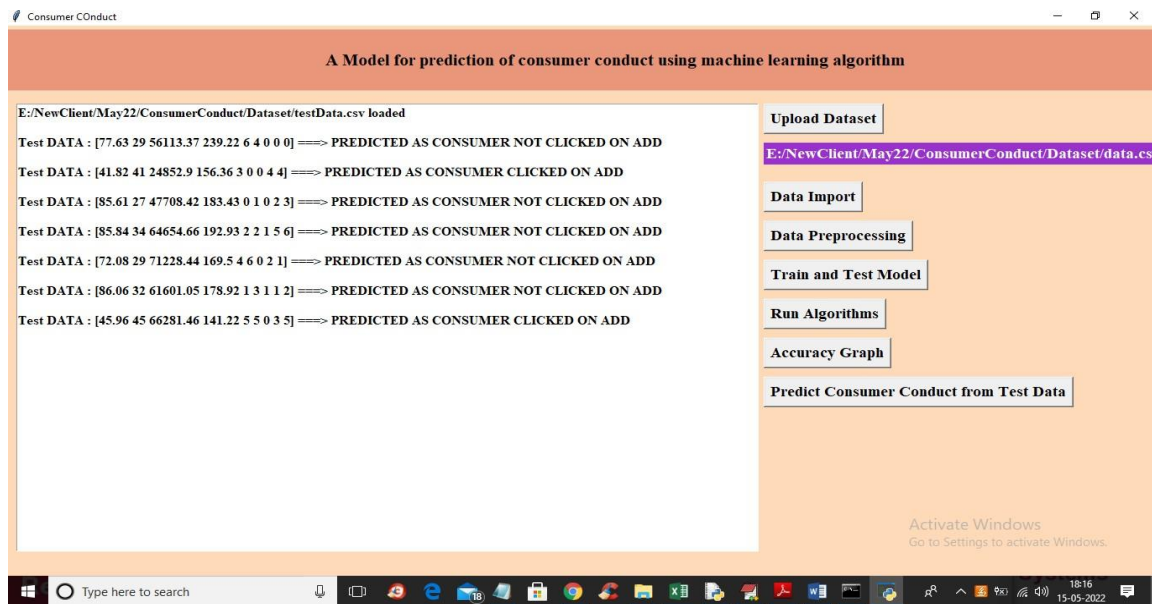 Consumer COnduct
A Model for prediction of consumer conduct using machine learning algorithm
E:/NewClient/May22/ConsumerConduct/Dataset/testData.csv loaded
Test DATA : [77.63 29 56113.37 239.22 6 4 0 0 0] ===> PREDICTED AS CONSUMER NOT CLICKED ON ADD
Test DATA : [41.82 41 24852.9 156.36 3 0 0 4 4] ===> PREDICTED AS CONSUMER CLICKED ON ADD
Test DATA : [85.61 27 47708.42 183.43 0 1 0 2 3] ===> PREDICTED AS CONSUMER NOT CLICKED ON ADD
Test DATA : [85.84 34 64654.66 192.93 2 2 1 5 6] ===> PREDICTED AS CONSUMER NOT CLICKED ON ADD
Test DATA : [72.08 29 71228.44 169.5 4 6 0 2 1] ===> PREDICTED AS CONSUMER NOT CLICKED ON ADD
Test DATA : [86.06 32 61601.05 178.92 1 3 1 1 2] ===> PREDICTED AS CONSUMER NOT CLICKED ON ADD
Test DATA : [45.96 45 66281.46 141.22 5 5 0 3 5] ===> PREDICTED AS CONSUMER CLICKED ON ADD
Upload Dataset
E:/NewClient/May22/ConsumerConduct/Dataset/data.cs
Data Import
Data Preprocessing
Train and Test Model
Run Algorithms
Accuracy Graph
Predict Consumer Conduct from Test Data
Activate Windows
Go to Settings to activate Windows.
Type here to search
18
18:16
15-05-2022